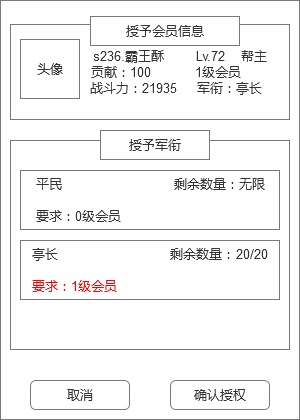 授予会员信息
头像
s236.霸王酥 Lv.72 帮主
贡献：100 1级会员
战斗力：21935 军衔：亭长
授予军衔
平民 剩余数量：无限
要求：0级会员
亭长 剩余数量：20/20
要求：1级会员
取消 确认授权